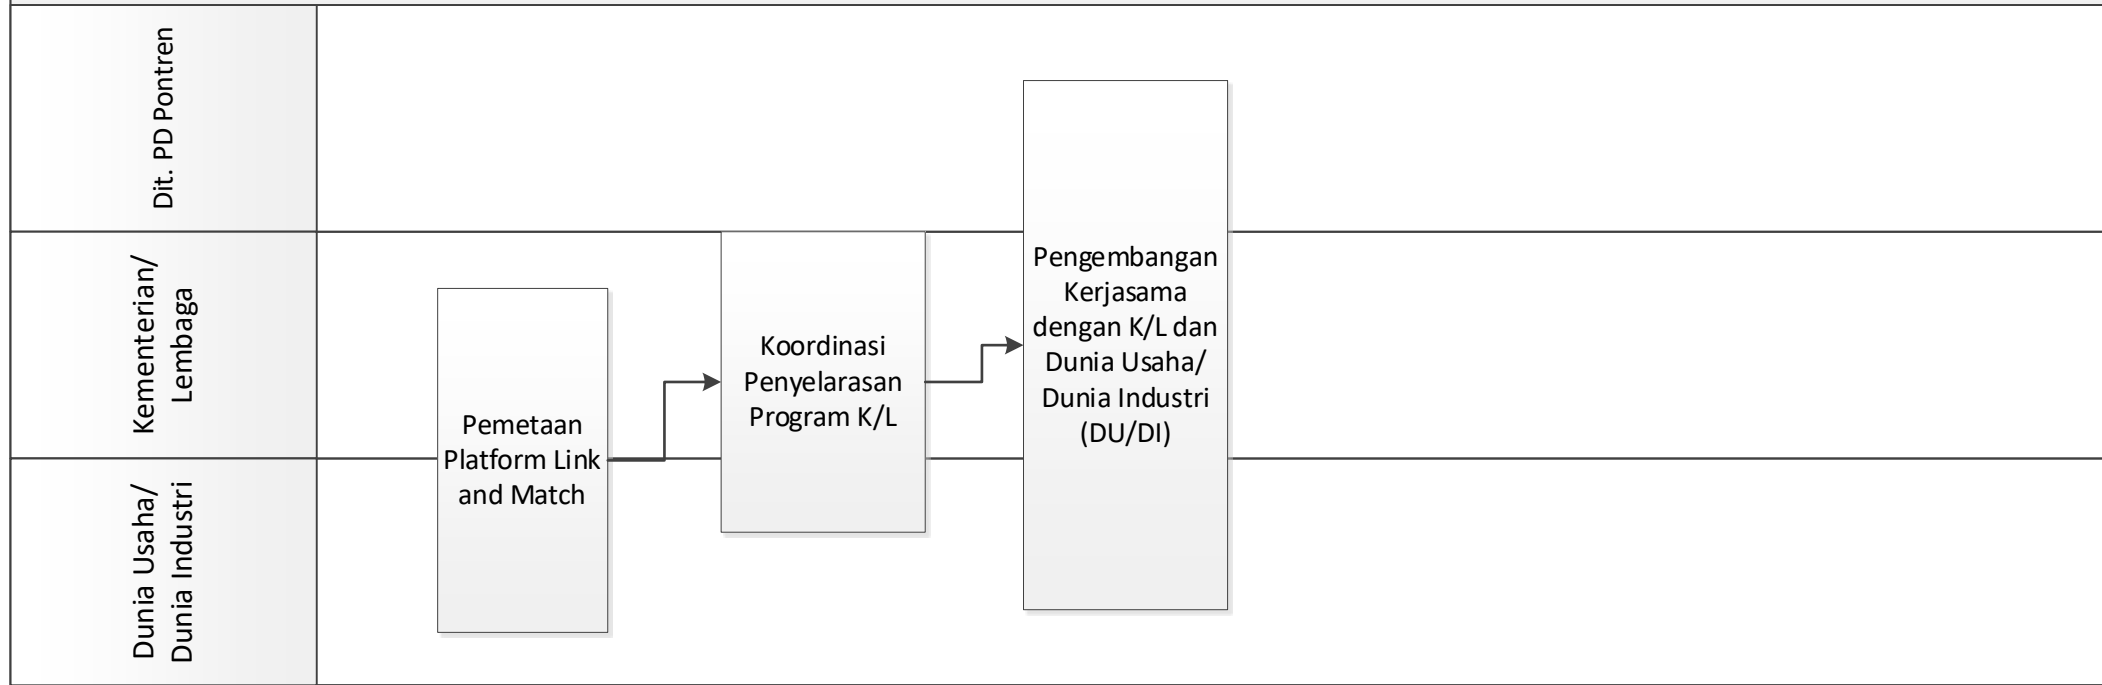 Dit. PD Pontren
Kementerian/
Lembaga
Dunia Usaha/
Dunia Industri
Pemetaan
Platform Link
and Match
Koordinasi
Penyelarasan
Program K/L
Pengembangan
Kerjasama
dengan K/L dan
Dunia Usaha/
Dunia Industri
(DU/DI)